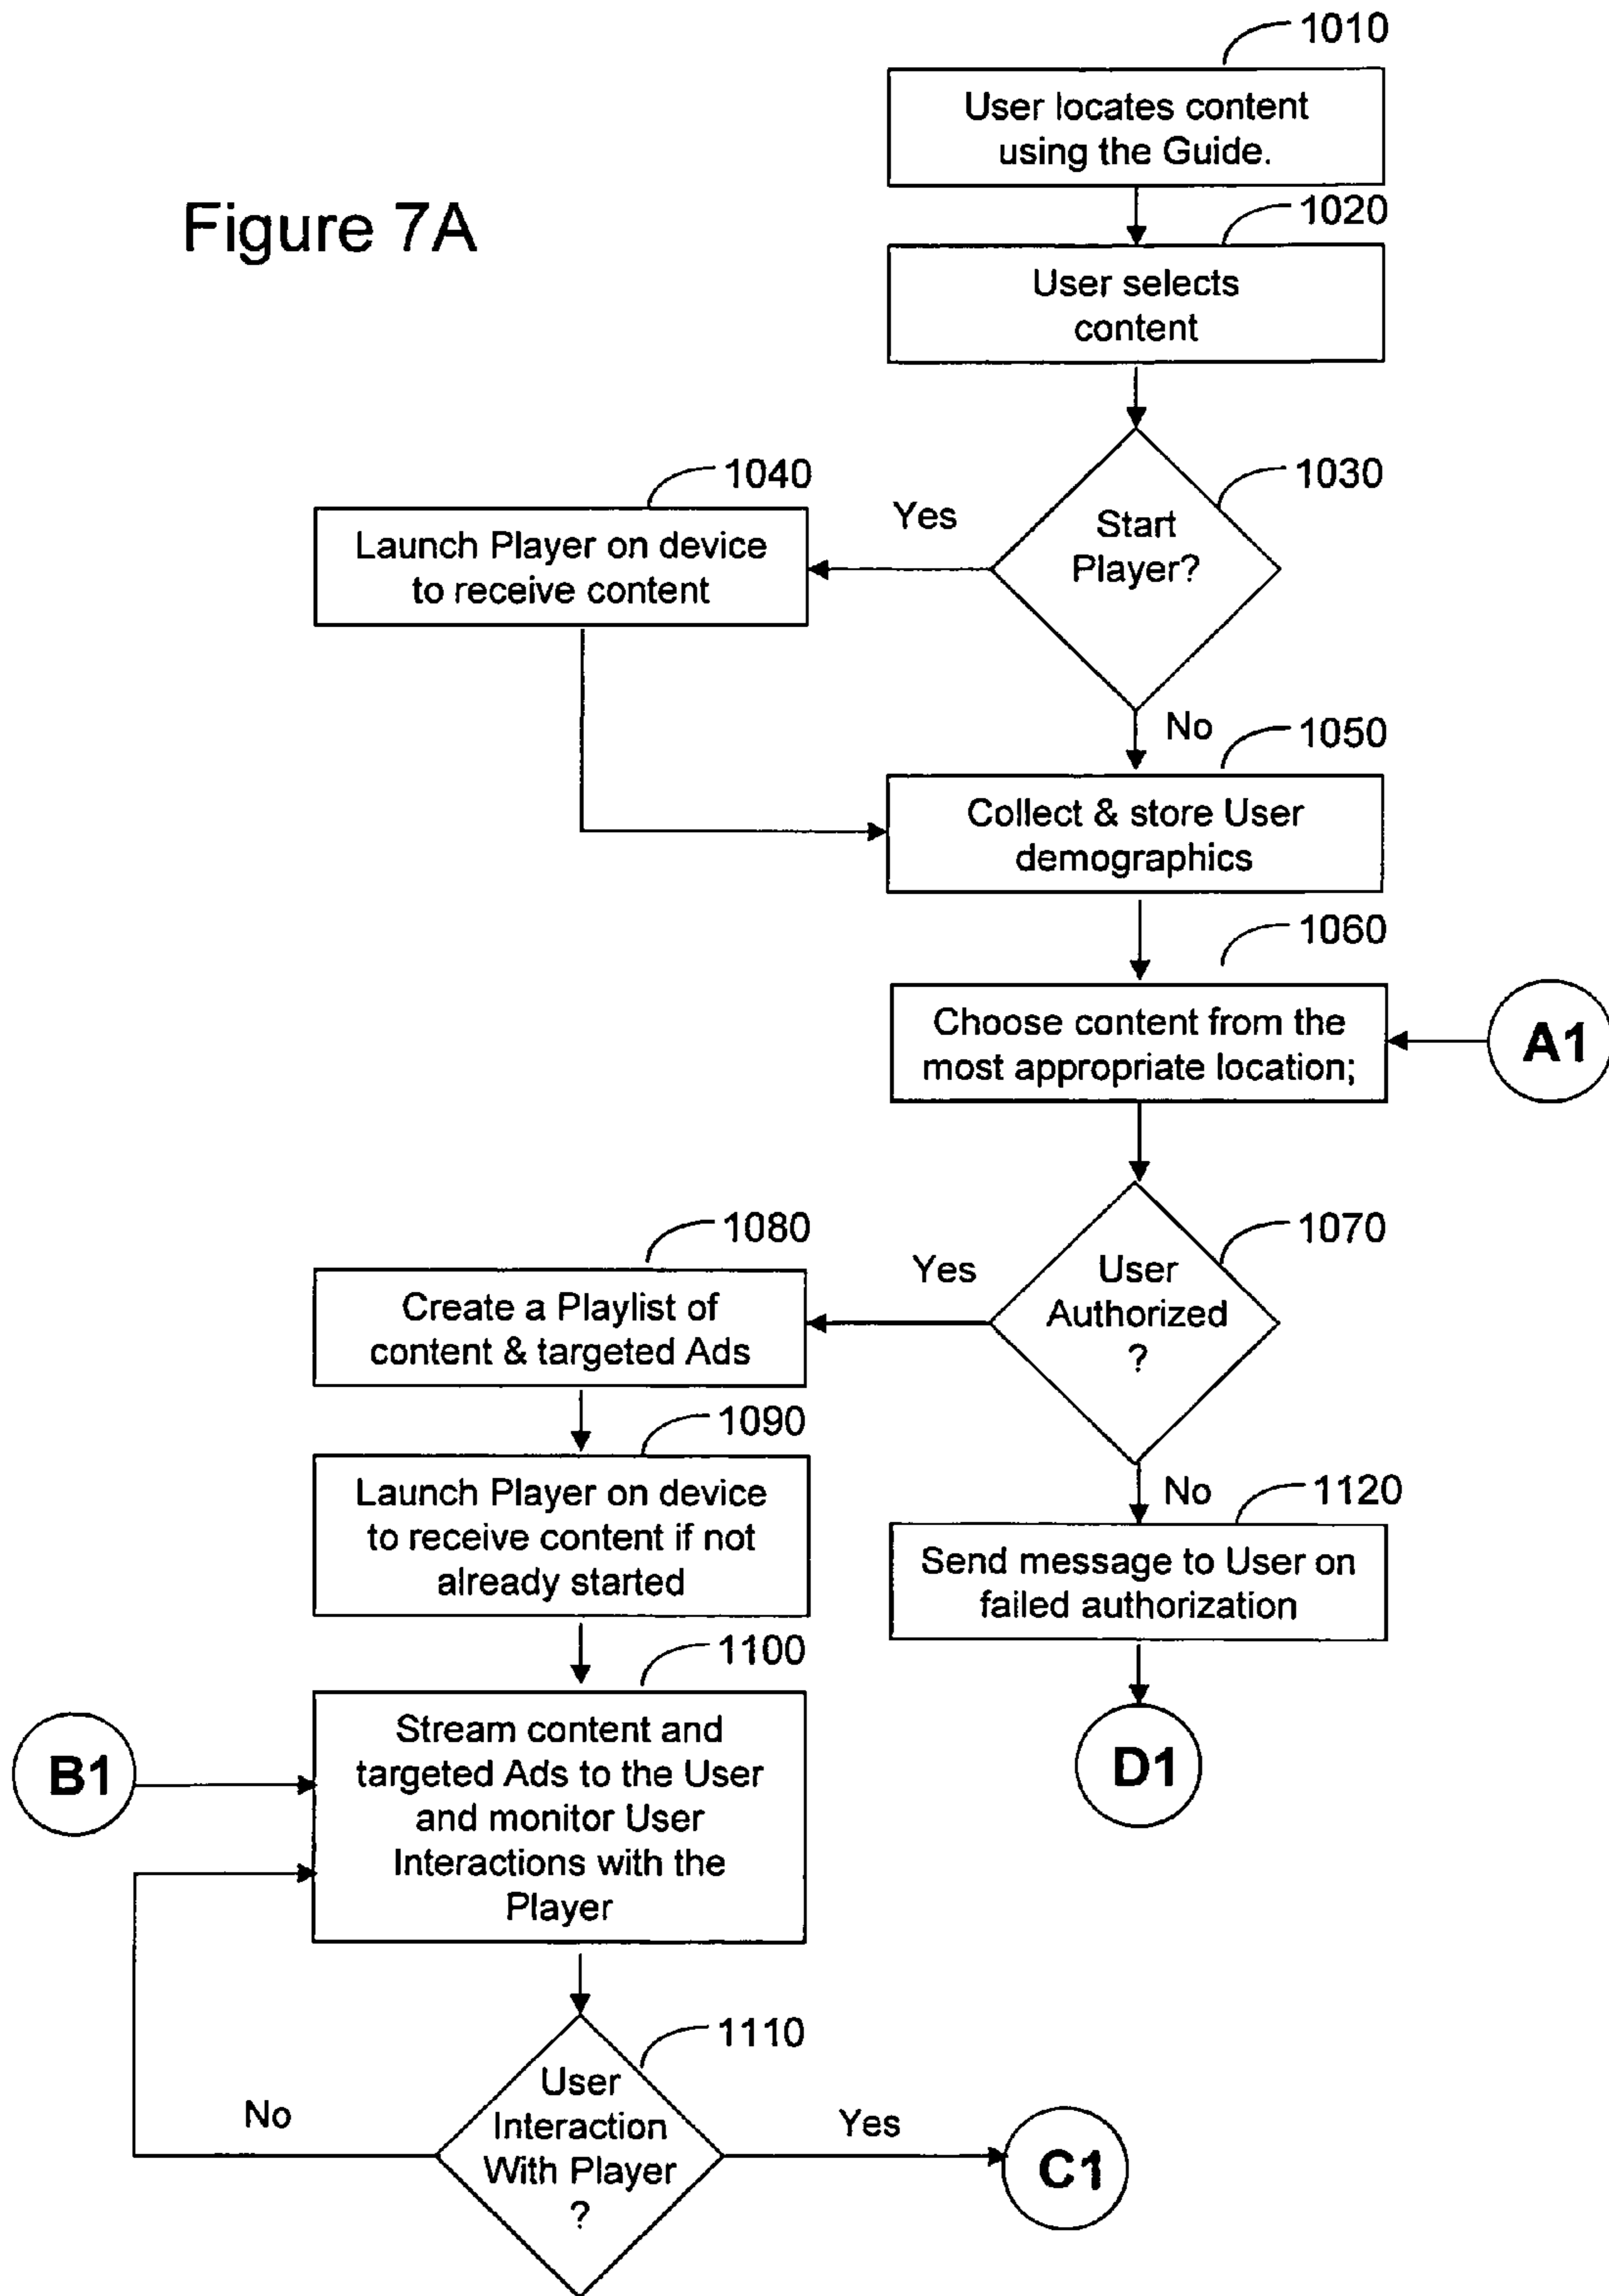 Figure 7A
1010
User locates content
using the Guide.
1020
User selects
content
1030
Start
Player?
Yes
1040
Launch Player on device
to receive content
No
1050
Collect & store User
demographics
1060
Choose content from the
most appropriate location;
A1
1070
User
Authorized
?
Yes
1080
Create a Playlist of
content & targeted Ads
1090
Launch Player on device
to receive content if not
already started
No
1120
Send message to User on
failed authorization
D1
1100
Stream content and
targeted Ads to the User
and monitor User
Interactions with the
Player
B1
1110
User
Interaction
With Player
?
No
Yes
C1